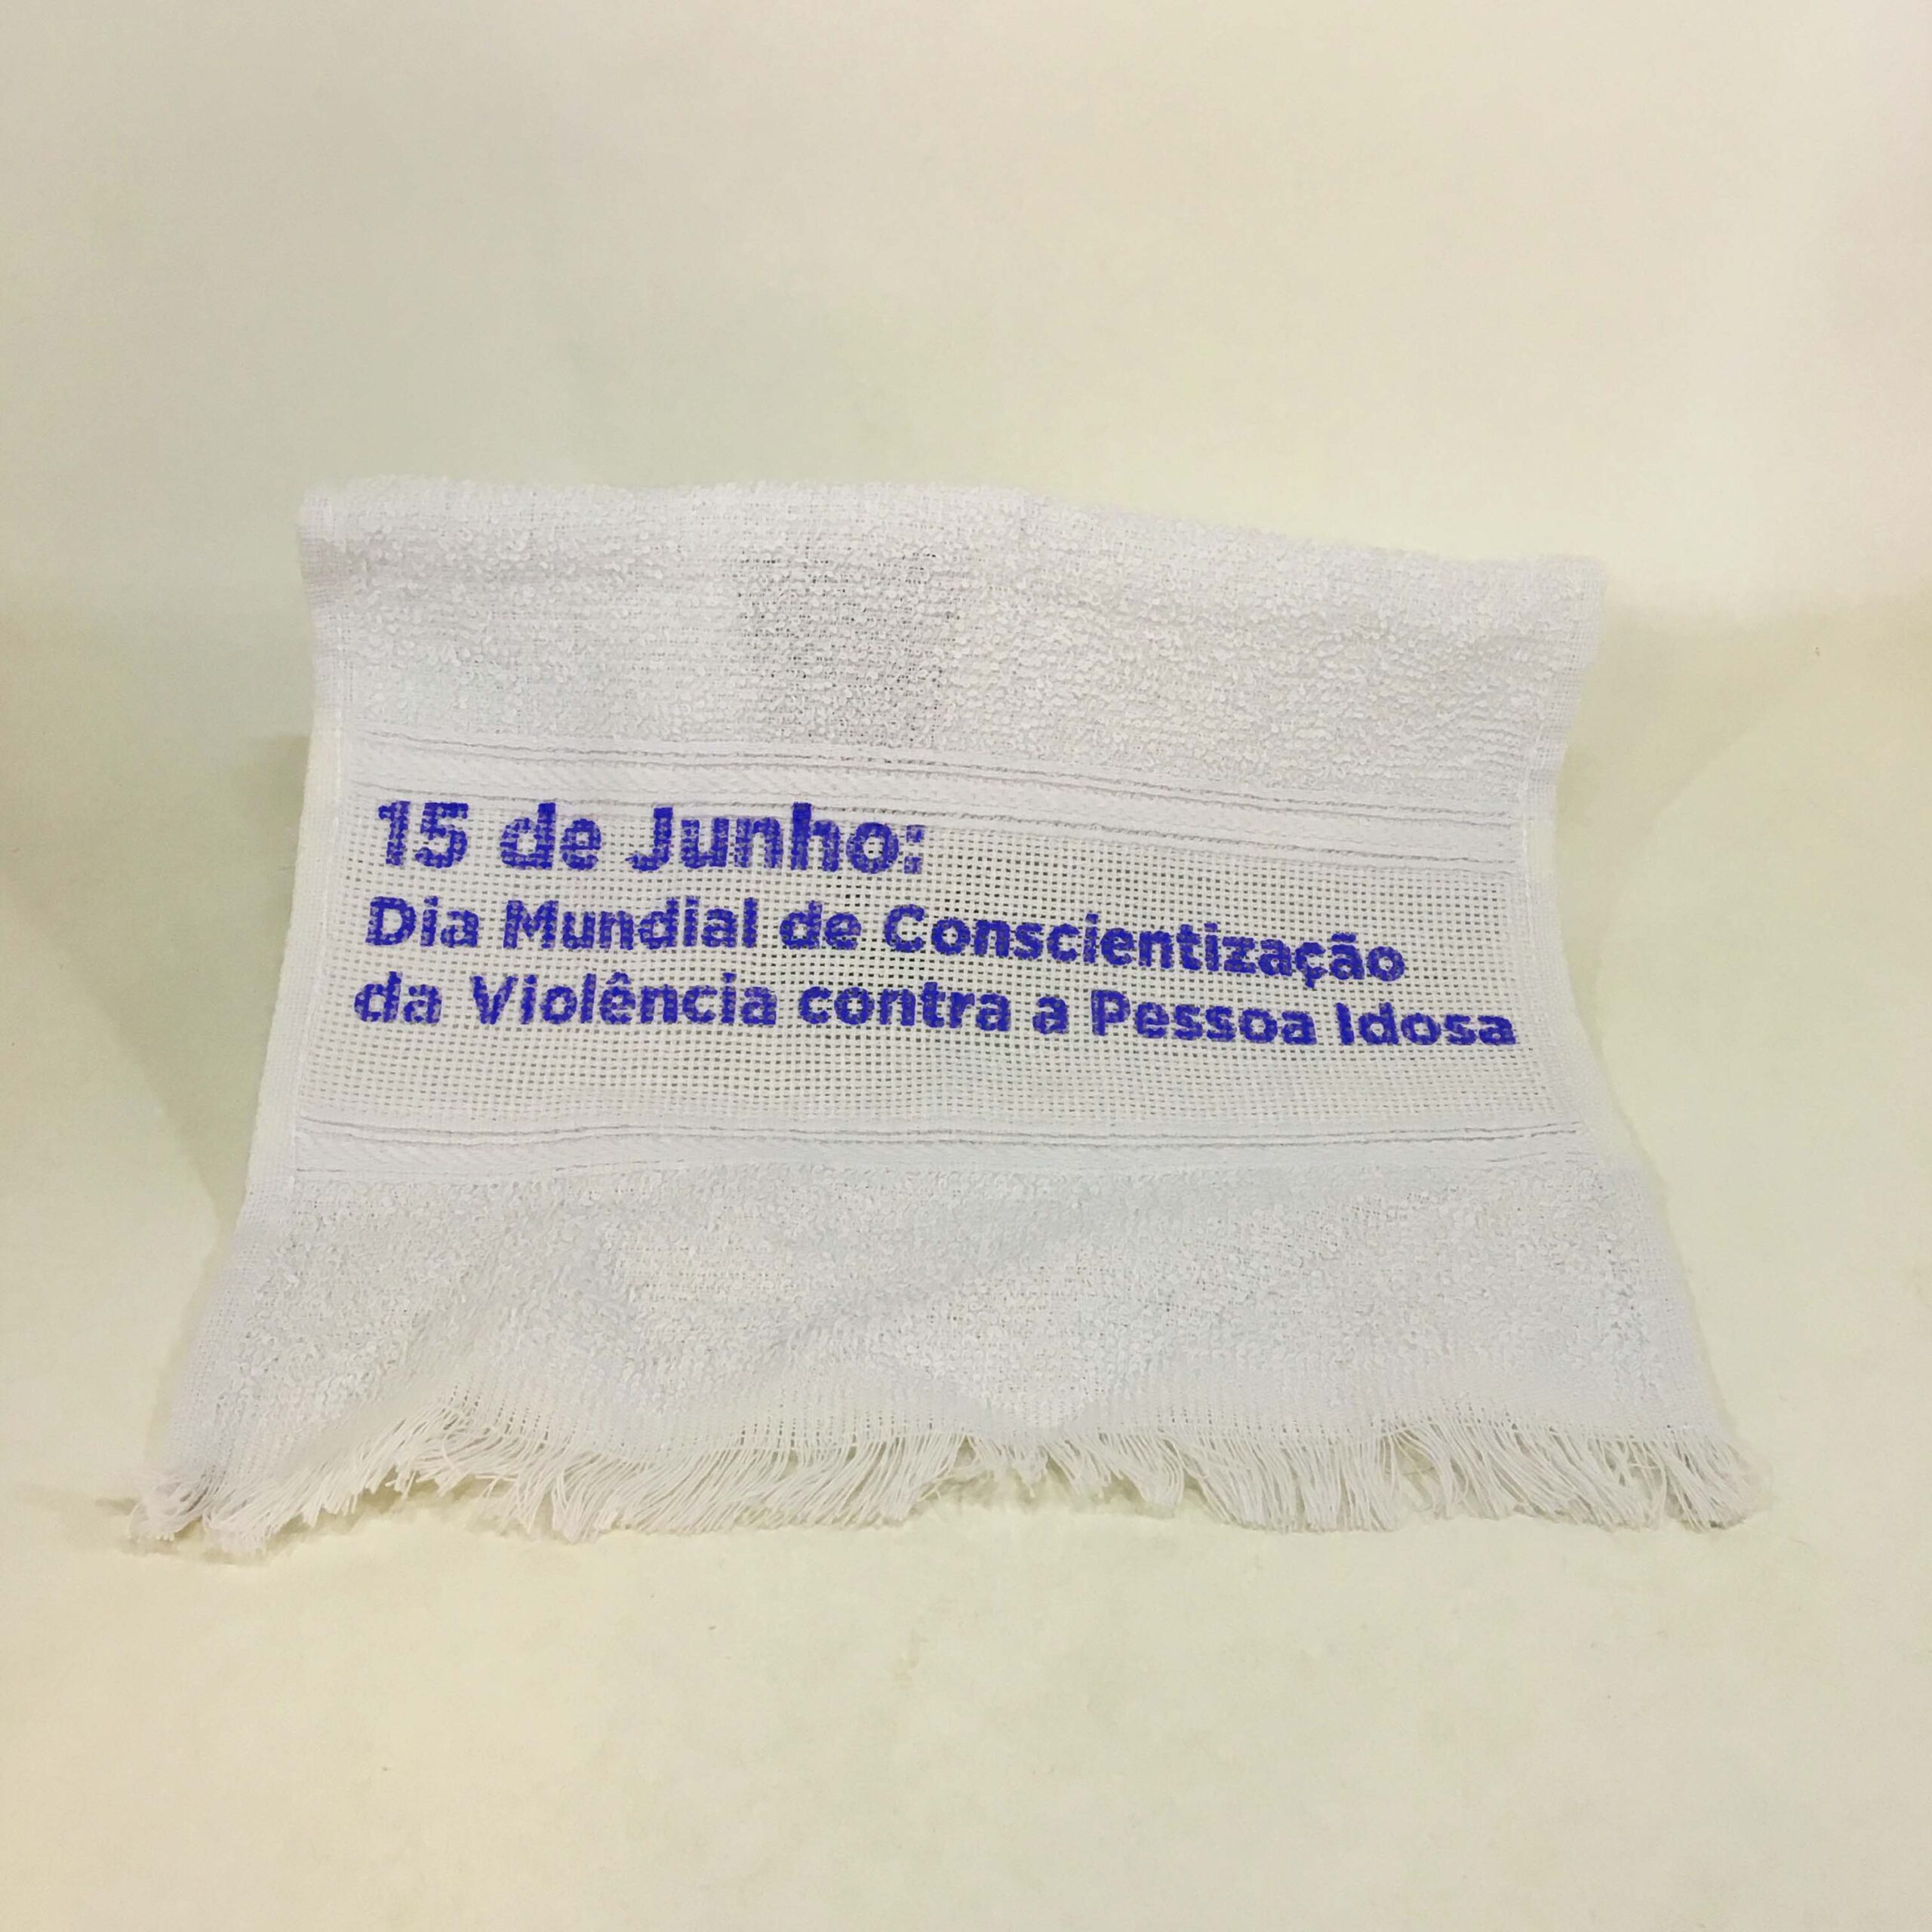 15 de Junho:
Dia Mundial de Conscientização
da Violência contra a Pessoa Idosa